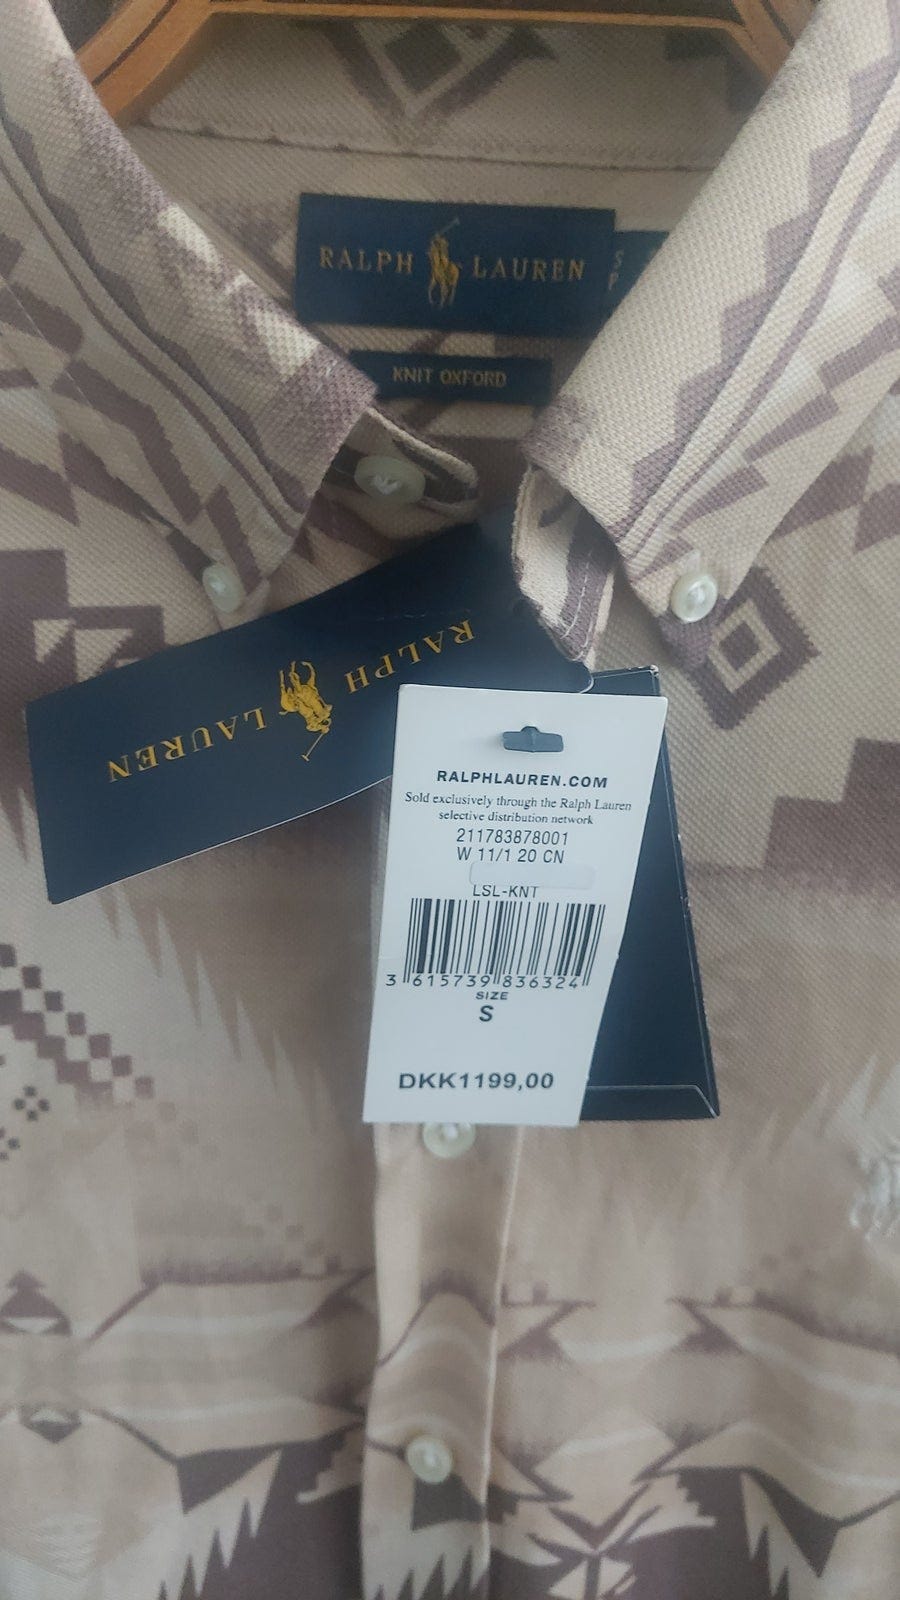 RALPH LAUREN
S
P
KNIT OXFORD
RALPH LAUREN
RALPHLAUREN.COM
Sold exclusively through the Ralph Lauren
selective distribution network
211783878001
W 11/1 20 CN
LSL-KNT
3 615739 836324
SIZE
S
DKK1199,00